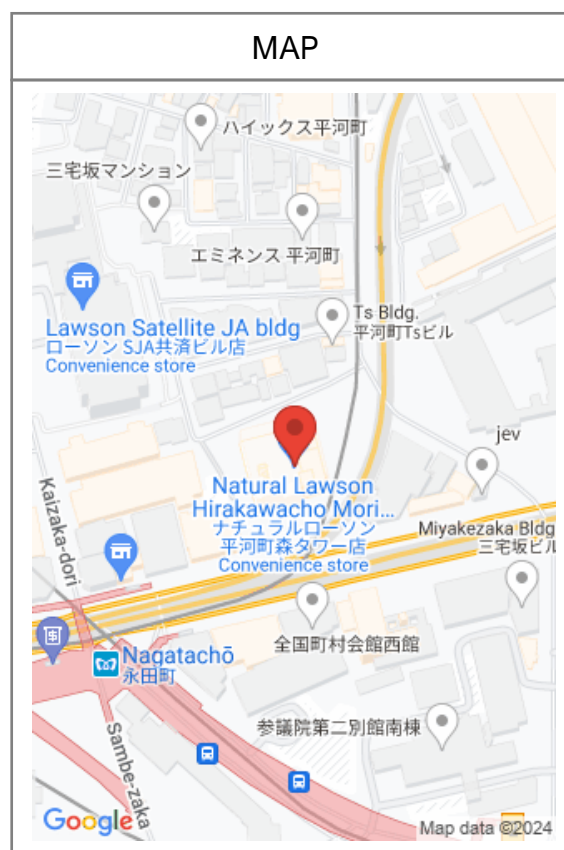 MAP
ハイックス平河町
三宅坂マンション
エミネンス 平河町
Ts Bldg.
平河町Tsビル
Lawson Satellite JA bldg
ローソン SJA共済ビル店
Convenience store
jev
Natural Lawson
Hirakawacho Mori...
ナチュラルローソン
平河町森タワー店
Convenience store
Kaizaka-dori
Miyakezaka Bldg
三宅坂ビル
全国町村会館西館
Nagatachō
永田町
参議院第二別館南棟
Sambe-zaka
Google
Map data ©2024